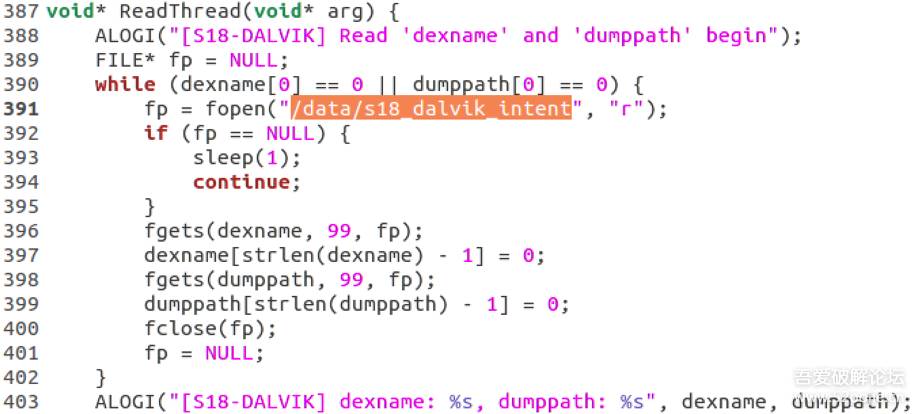 387 void* ReadThread(void* arg) {
388     ALOGI("[S18-DALVIK] Read 'dexname' and 'dumppath' begin");
389     FILE* fp = NULL;
390     while (dexname[0] == 0 || dumppath[0] == 0) {
391         fp = fopen("/data/s18_dalvik_intent", "r");
392         if (fp == NULL) {
393             sleep(1);
394             continue;
395         }
396         fgets(dexname, 99, fp);
397         dexname[strlen(dexname) - 1] = 0;
398         fgets(dumppath, 99, fp);
399         dumppath[strlen(dumppath) - 1] = 0;
400         fclose(fp);
401         fp = NULL;
402     }
403     ALOGI("[S18-DALVIK] dexname: %s, dumppath: %s", dexname, dumppath);
吾爱破解论坛